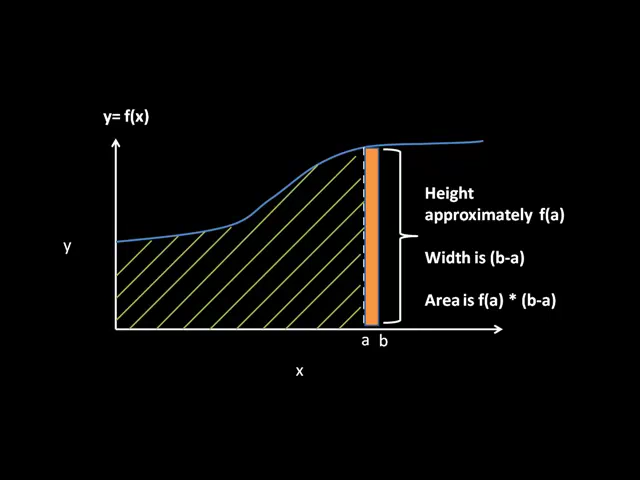 y= f(x)
Height
approximately f(a)
y
Width is (b-a)
Area is f(a) * (b-a)
a b
x